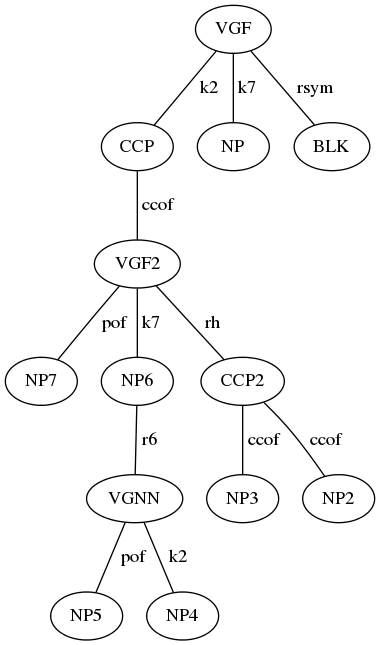 VGF
k2 k7 rsym
CCP NP BLK
ccof
VGF2
pof k7 rh
NP7 NP6 CCP2
r6 ccof ccof
VGNN NP3 NP2
pof k2
NP5 NP4